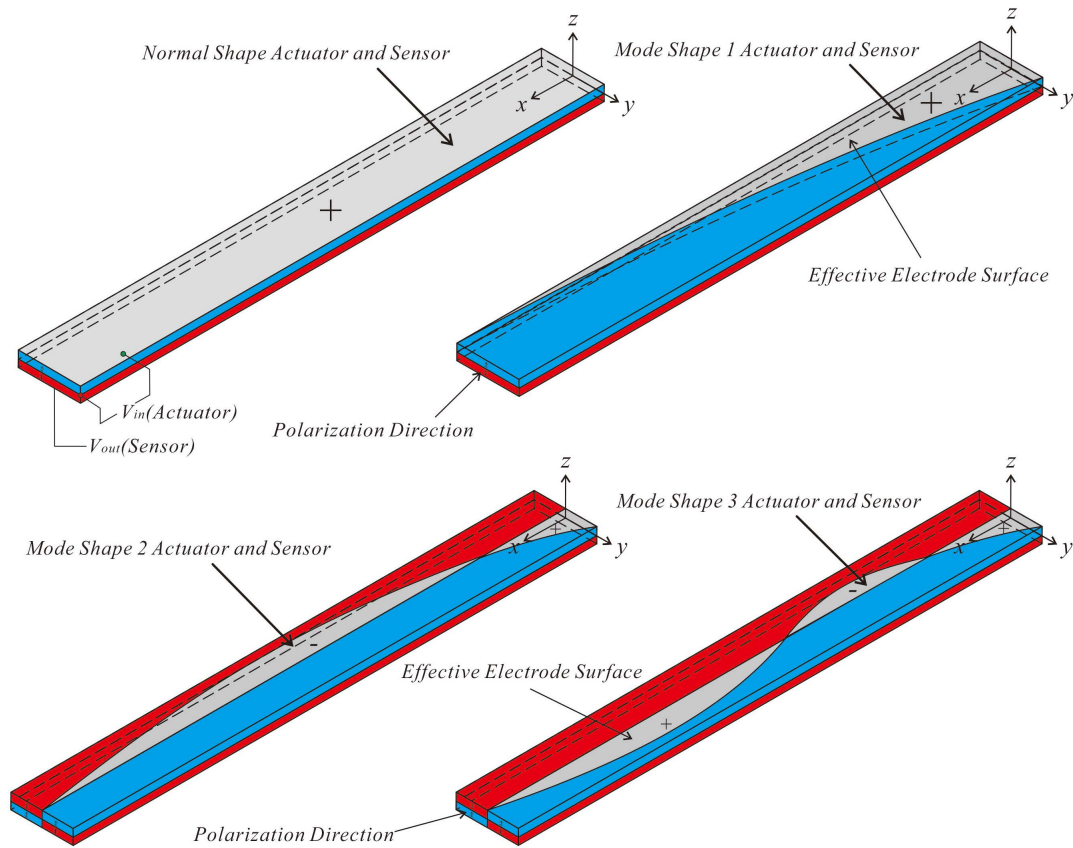 Normal Shape Actuator and Sensor
z
x
y
+
Vin(Actuator)
Vout(Sensor)
Mode Shape 1 Actuator and Sensor
z
x
y
+
Effective Electrode Surface
Polarization Direction
Mode Shape 2 Actuator and Sensor
z
+
x
y
-
Polarization Direction
Mode Shape 3 Actuator and Sensor
z
+
x
y
-
Effective Electrode Surface
+